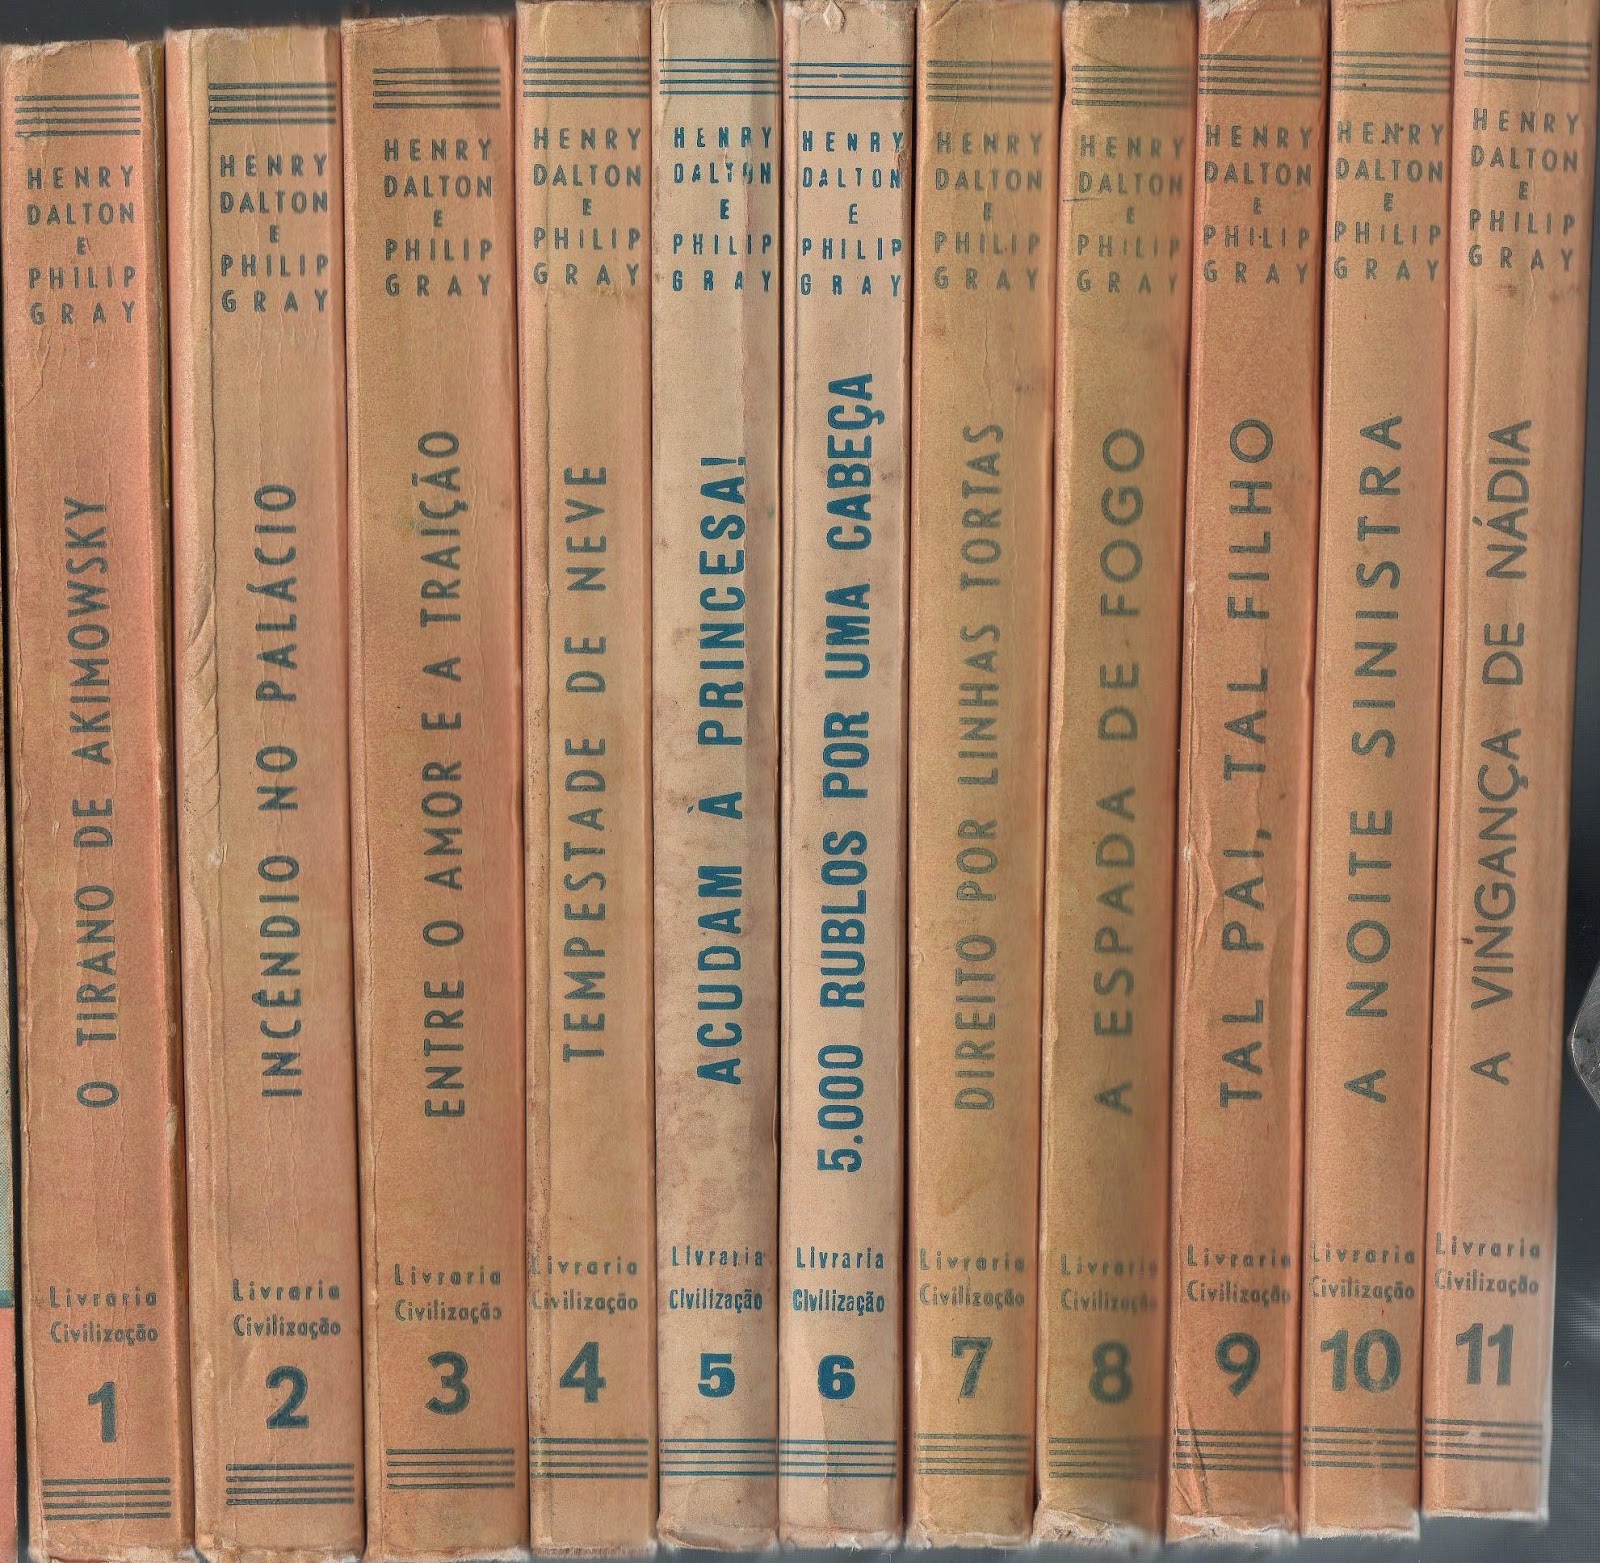 HENRY
DALTON
E
PHILIP
GRAY
O TIRANO DE AKIMOWSKY
Livraria
Civilização
1
HENRY
DALTON
E
PHILIP
GRAY
INCÊNDIO NO PALÁCIO
Livraria
Civilização
2
HENRY
DALTON
E
PHILIP
GRAY
ENTRE O AMOR E A TRAIÇÃO
Livraria
Civilização
3
HENRY
DALTON
E
PHILIP
GRAY
TEMPESTADE DE NEVE
Livraria
Civilização
4
HENRY
DALTON
E
PHILIP
GRAY
ACUDAM À PRINCESA!
Livraria
Civilização
5
HENRY
DALTON
E
PHILIP
GRAY
5.000 RUBLOS POR UMA CABEÇA
Livraria
Civilização
6
HENRY
DALTON
E
PHILIP
GRAY
DIREITO POR LINHAS TORTAS
Livraria
Civilização
7
HENRY
DALTON
E
PHILIP
GRAY
A ESPADA DE FOGO
Livraria
Civilização
8
HENRY
DALTON
E
PHILIP
GRAY
TAL PAI, TAL FILHO
Livraria
Civilização
9
HENRY
DALTON
E
PHILIP
GRAY
A NOITE SINISTRA
Livraria
Civilização
10
HENRY
DALTON
E
PHILIP
GRAY
A VINGANÇA DE NÁDIA
Livraria
Civilização
11